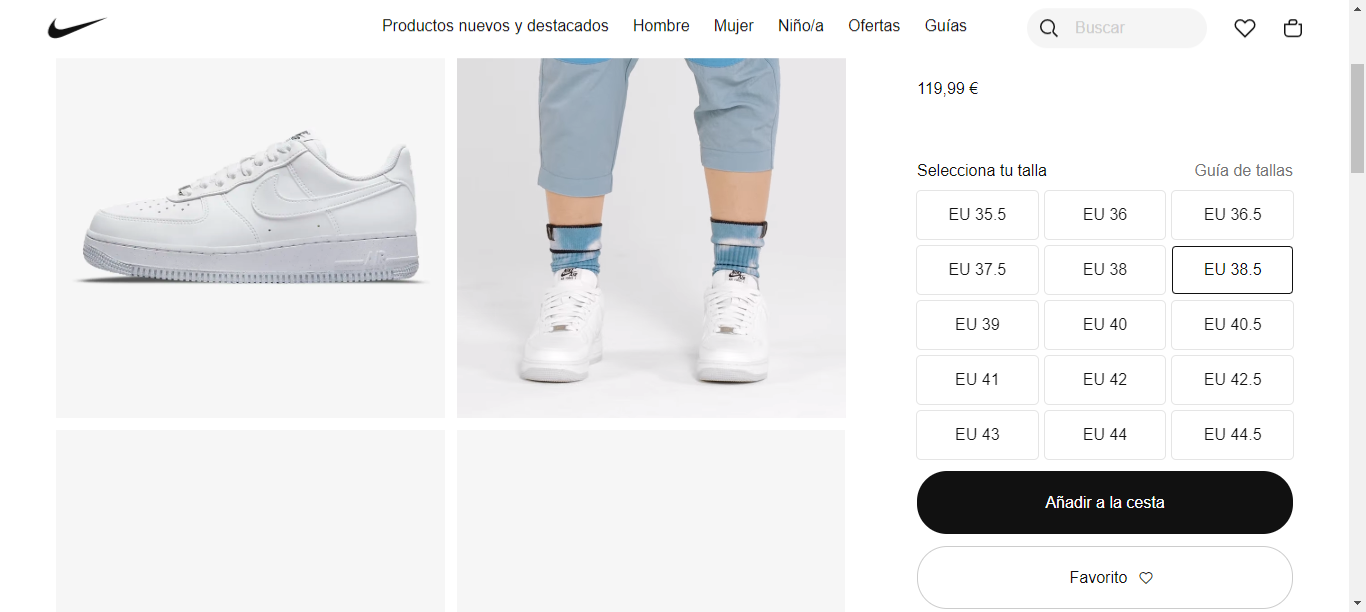 Productos nuevos y destacados Hombre Mujer Niño/a Ofertas Guías Buscar
119,99 €
Selecciona tu talla Guía de tallas
EU 35.5 EU 36 EU 36.5
EU 37.5 EU 38 EU 38.5
EU 39 EU 40 EU 40.5
EU 41 EU 42 EU 42.5
EU 43 EU 44 EU 44.5
Añadir a la cesta
Favorito